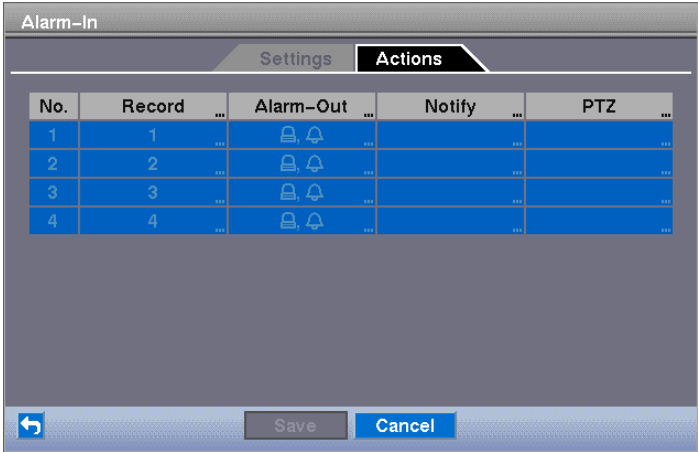 Alarm-In
Settings Actions
No. Record ... Alarm-Out ... Notify ... PTZ ...
1 1 ... , ... ... ...
2 2 ... , ... ... ...
3 3 ... , ... ... ...
4 4 ... , ... ... ...
Save Cancel